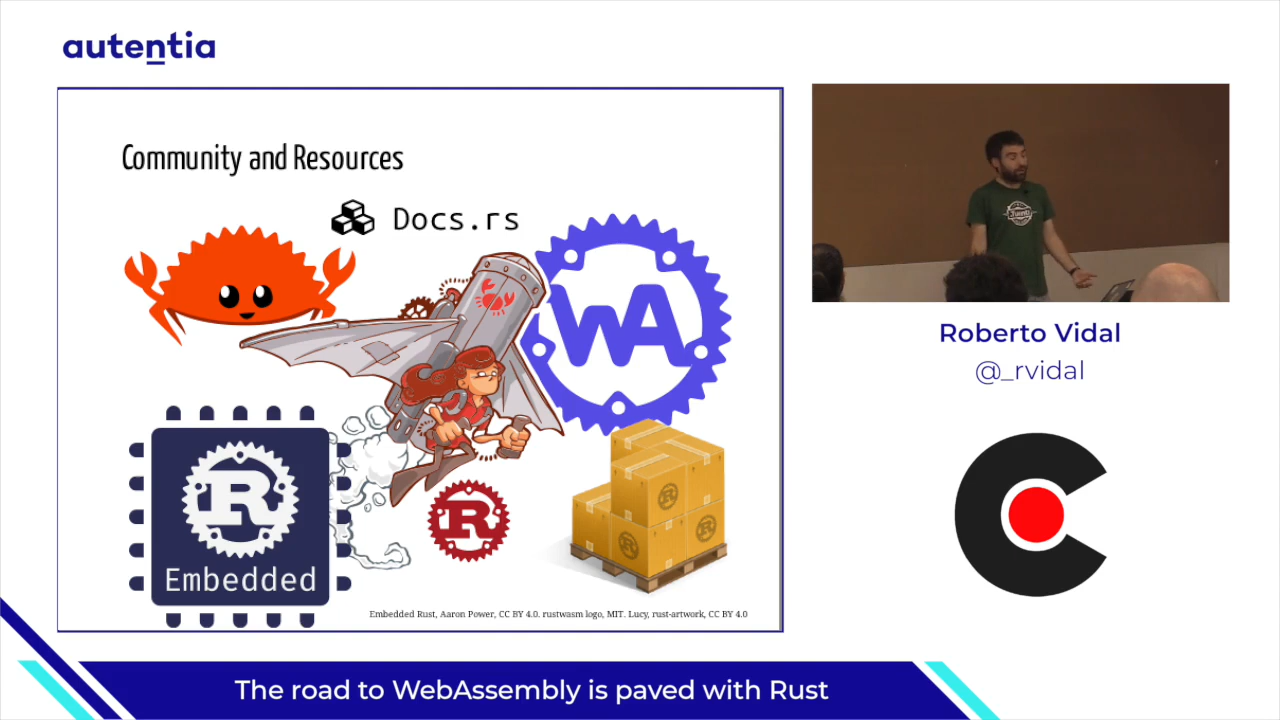 autentia
Community and Resources
Docs.rs
WA
R
Embedded
R
Embedded Rust, Aaron Power, CC BY 4.0. rustwasm logo, MIT. Lucy, rust-artwork, CC BY 4.0
Roberto Vidal
@_rvidal
The road to WebAssembly is paved with Rust